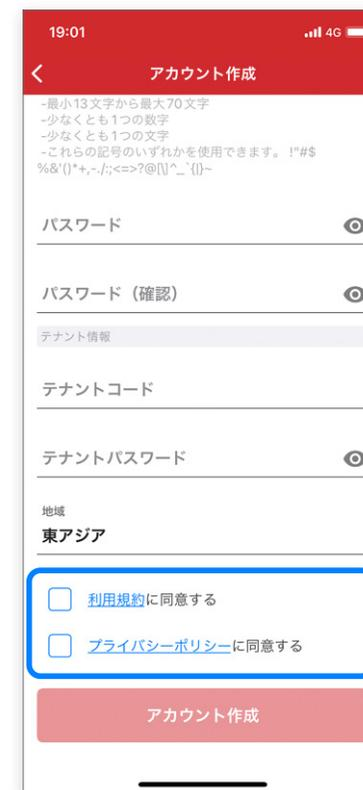 19:01
4G
アカウント作成
-最小13文字から最大70文字
-少なくとも1つの数字
-少なくとも1つの文字
-これらの記号のいずれかを使用できます。 !"#$
%&'()*+,-./:;<=>?@[\]^_`{|}~
パスワード
パスワード（確認）
テナント情報
テナントコード
テナントパスワード
地域
東アジア
利用規約に同意する
プライバシーポリシーに同意する
アカウント作成